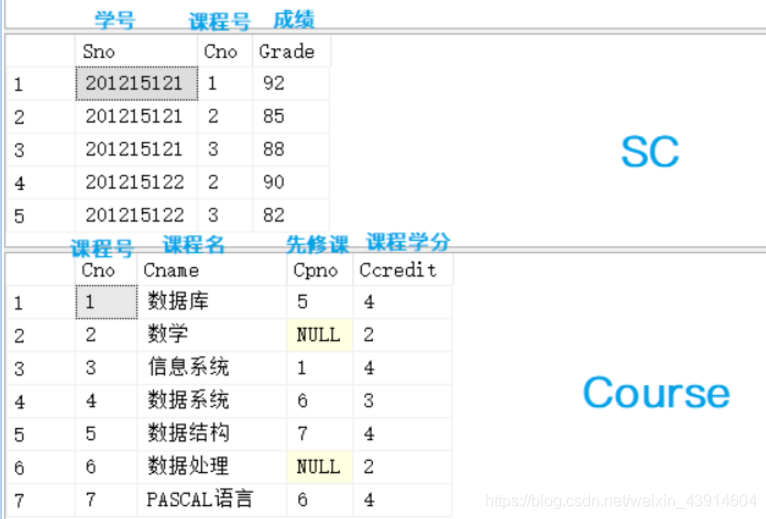 学号 课程号 成绩
Sno Cno Grade
1 201215121 1 92
2 201215121 2 85
3 201215121 3 88
4 201215122 2 90
5 201215122 3 82
SC
课程号 课程名 先修课 课程学分
Cno Cname Cpno Ccredit
1 1 数据库 5 4
2 2 数学 NULL 2
3 3 信息系统 1 4
4 4 数据系统 6 3
5 5 数据结构 7 4
6 6 数据处理 NULL 2
7 7 PASCAL语言 6 4
Course
https://blog.csdn.net/weixin_43914604